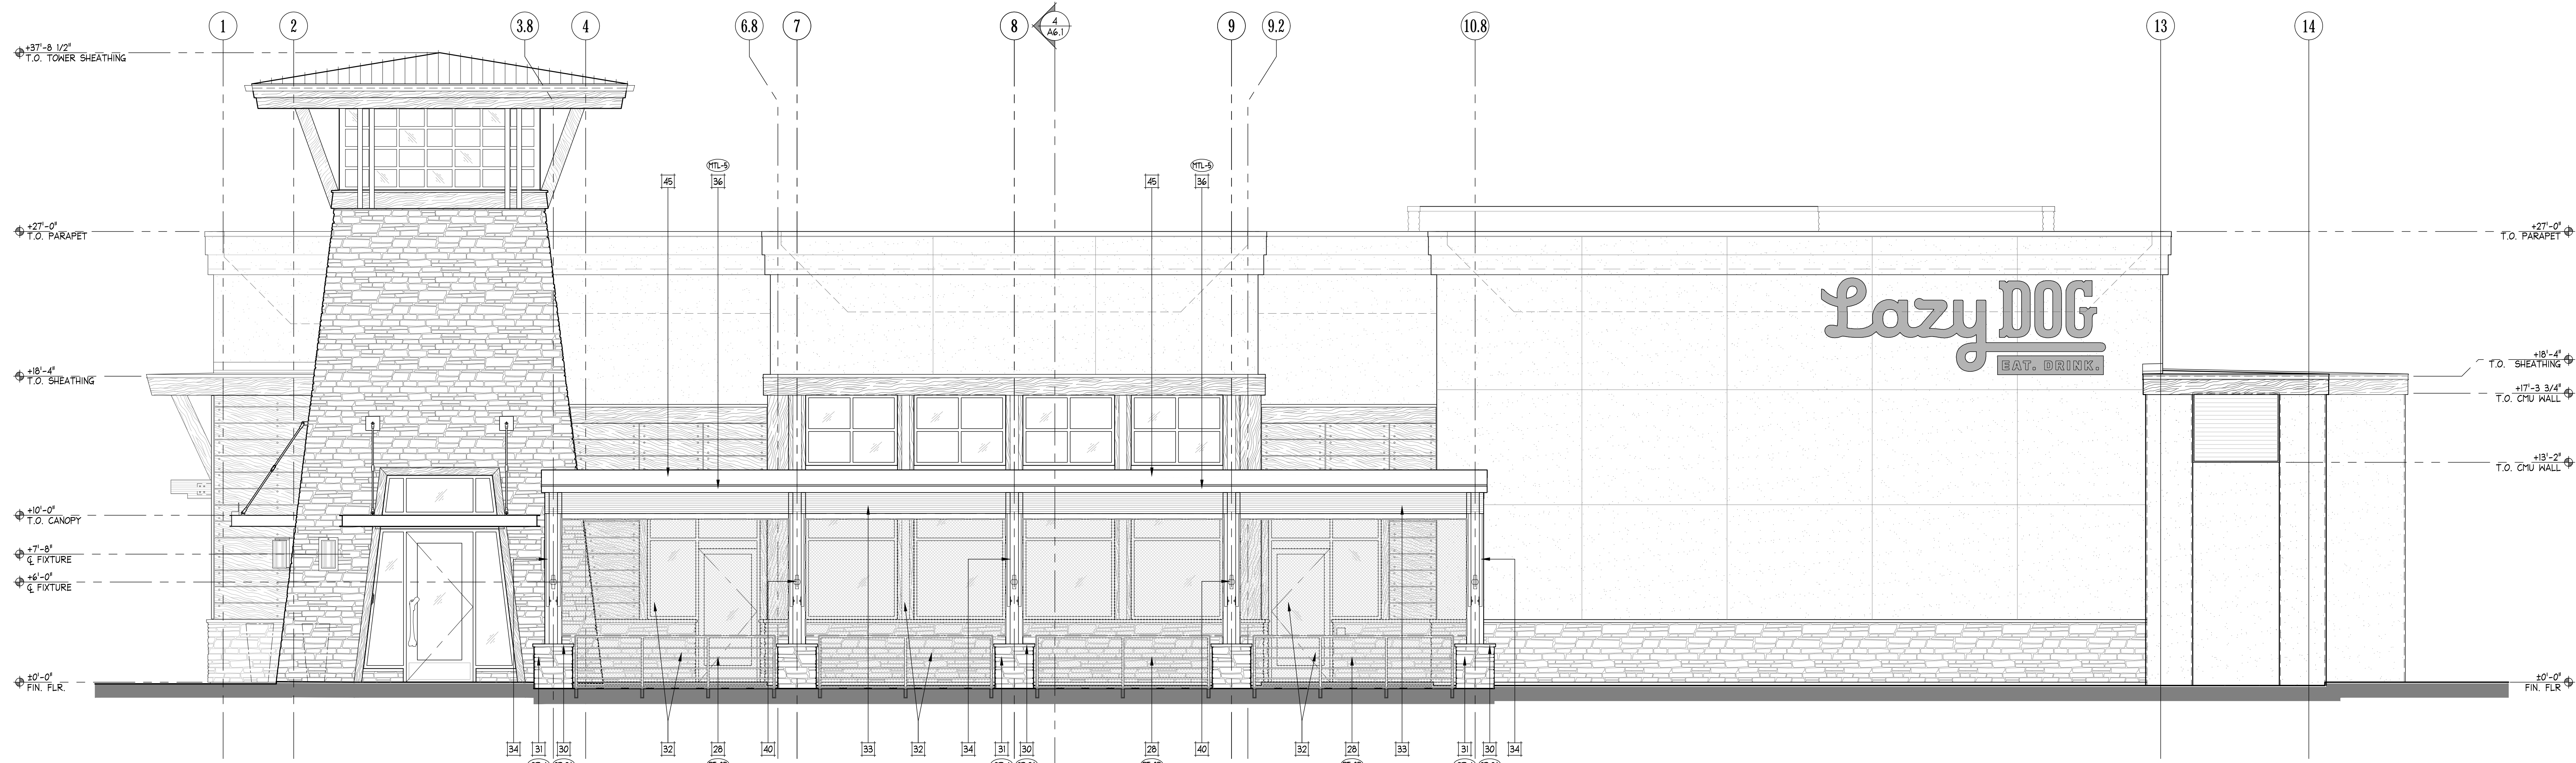 1
2
3.8
4
6.8
7
8
4
A6.1
9
9.2
10.8
13
14
+37'-8 1/2"
T.O. TOWER SHEATHING
MTL-5
MTL-5
45
36
45
36
+27'-0"
T.O. PARAPET
+27'-0"
T.O. PARAPET
Lazy DOG
EAT. DRINK.
+18'-4"
T.O. SHEATHING
+18'-4"
T.O. SHEATHING
+17'-3 3/4"
T.O. CMU WALL
+13'-2"
T.O. CMU WALL
+10'-0"
T.O. CANOPY
+7'-8"
℄ FIXTURE
+6'-0"
℄ FIXTURE
±0'-0"
FIN. FLR.
±0'-0"
FIN. FLR
34
31
30
32
28
40
33
32
34
31
30
28
40
32
28
33
31
30
34